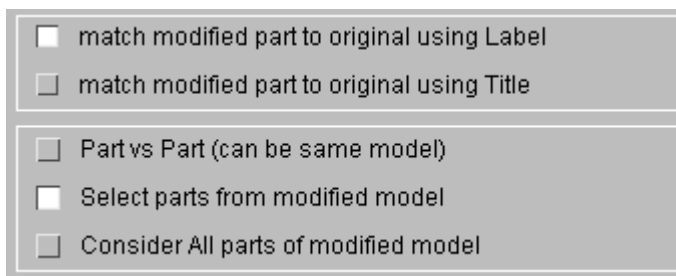 match modified part to original using Label
match modified part to original using Title
Part vs Part (can be same model)
Select parts from modified model
Consider All parts of modified model